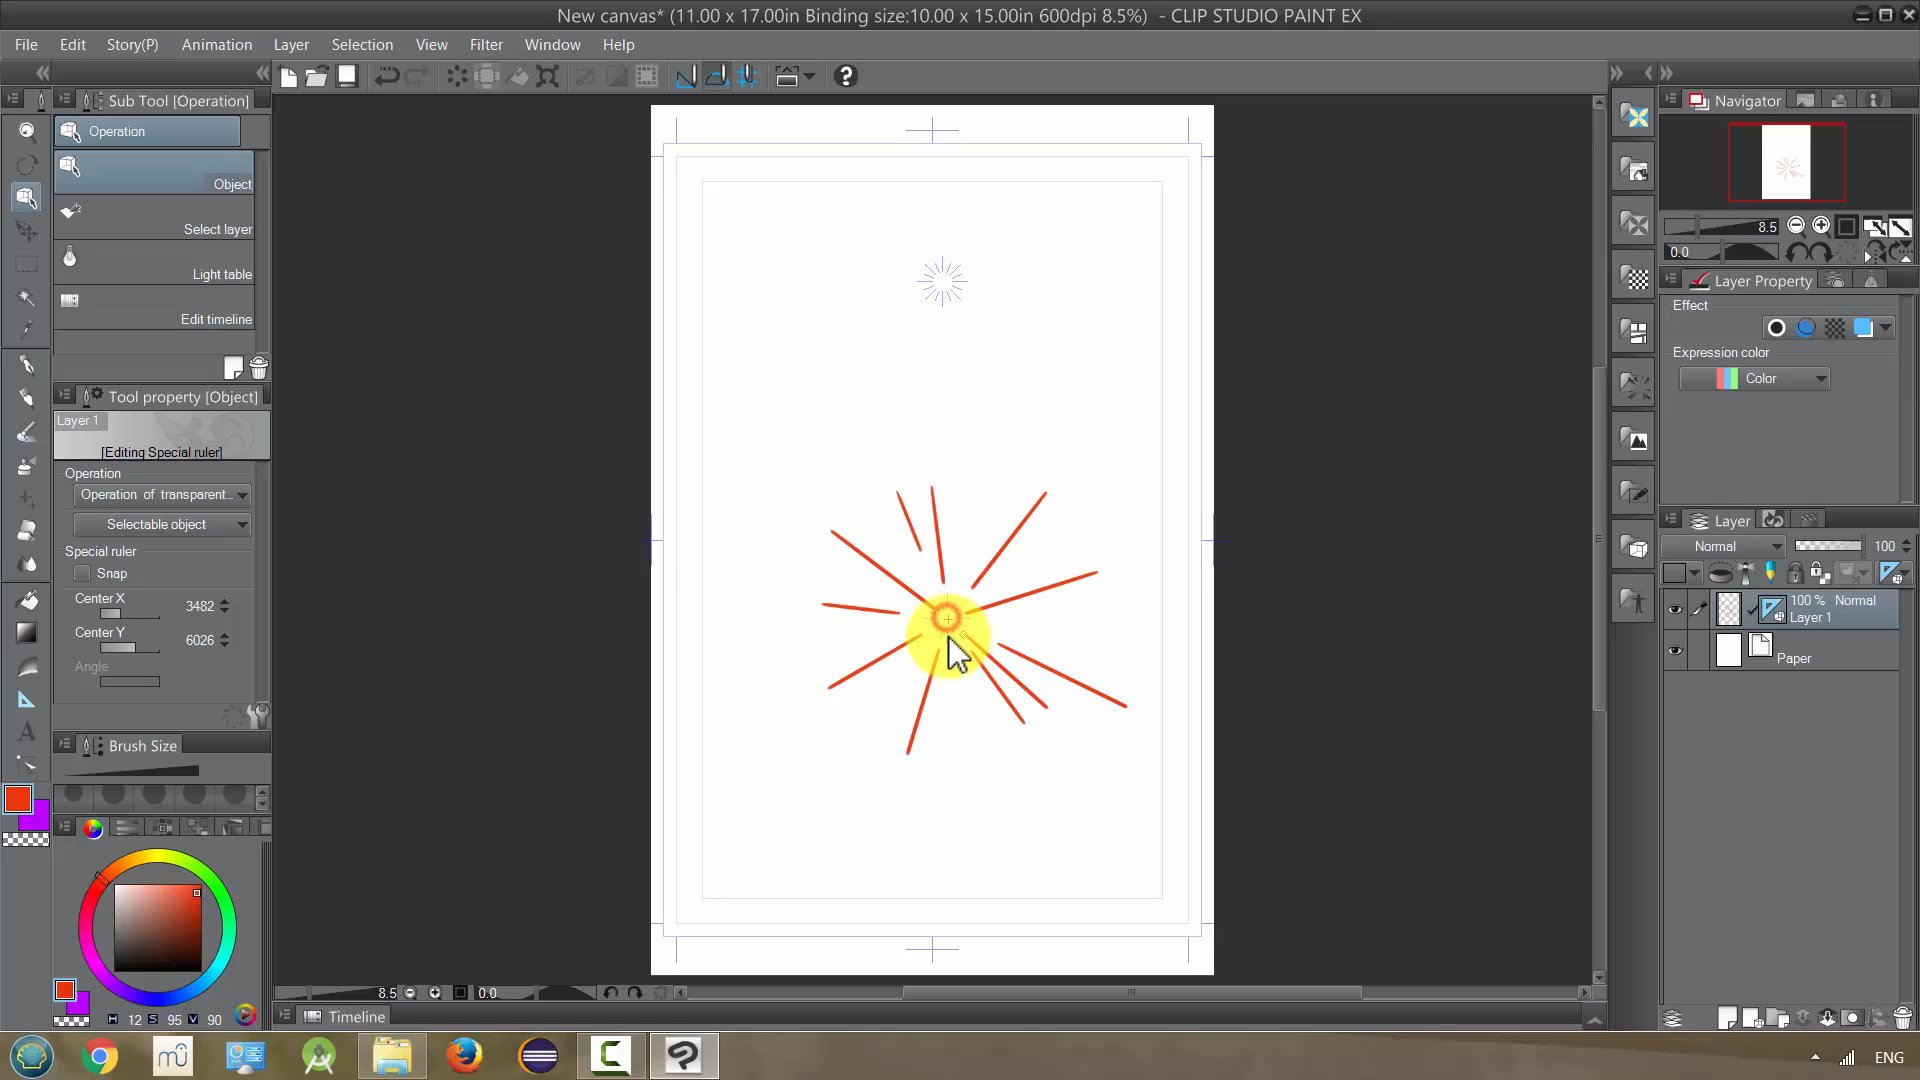 New canvas* (11.00 x 17.00in Binding size:10.00 x 15.00in 600dpi 8.5%) - CLIP STUDIO PAINT EX
File Edit Story(P) Animation Layer Selection View Filter Window Help
Sub Tool [Operation]
Operation
Object
Select layer
Light table
Edit timeline
Tool property [Object]
Layer 1
[Editing Special ruler]
Operation
Operation of transparent...
Selectable object
Special ruler
Snap
Center X 3482
Center Y 6026
Angle
Brush Size
H 12 S 95 V 90
8.5 0.0
Timeline
Navigator
8.5
0.0
Layer Property
Effect
Expression color
Color
Layer
Normal 100
100 % Normal
Layer 1
Paper
ENG